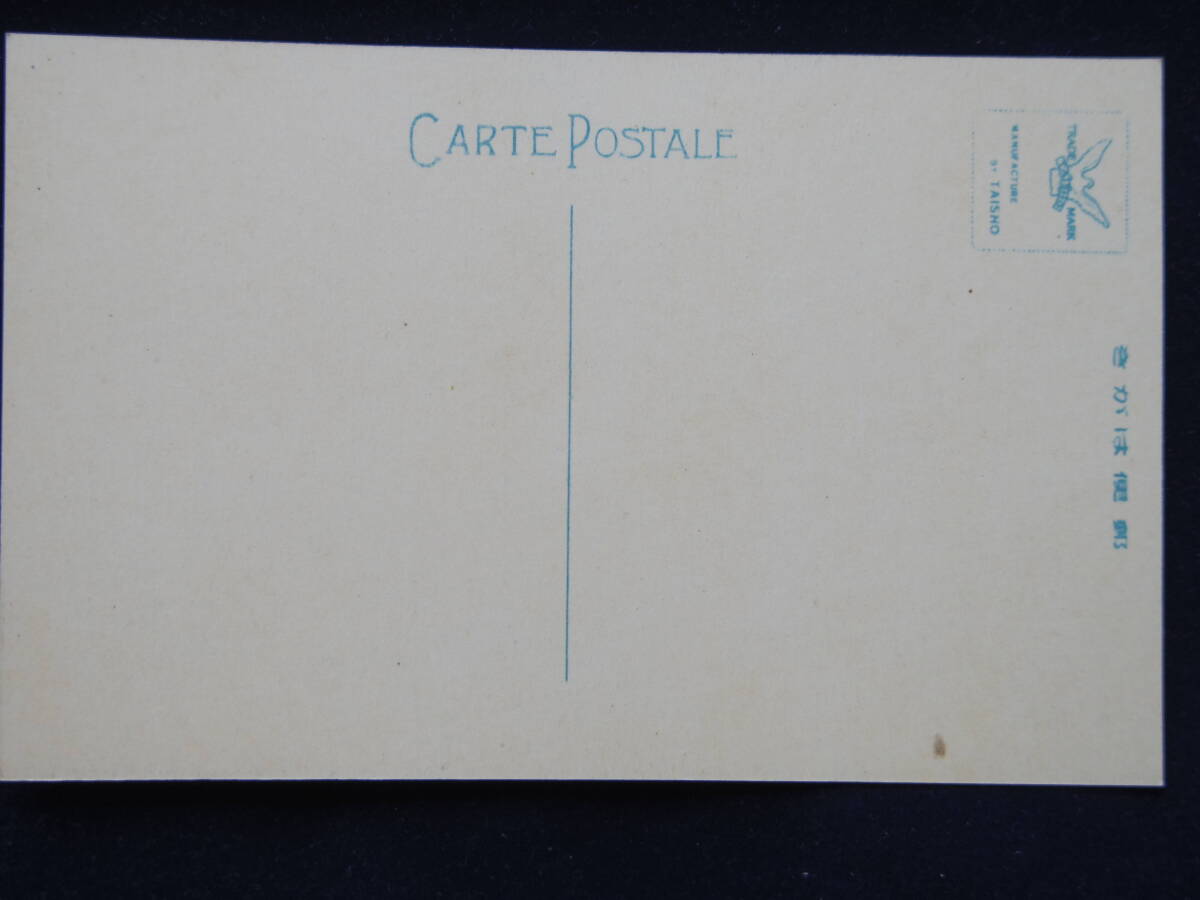 CARTE POSTALE
TRADE MARK
MANUFACTURE
BY TAISHO
きがは便郵